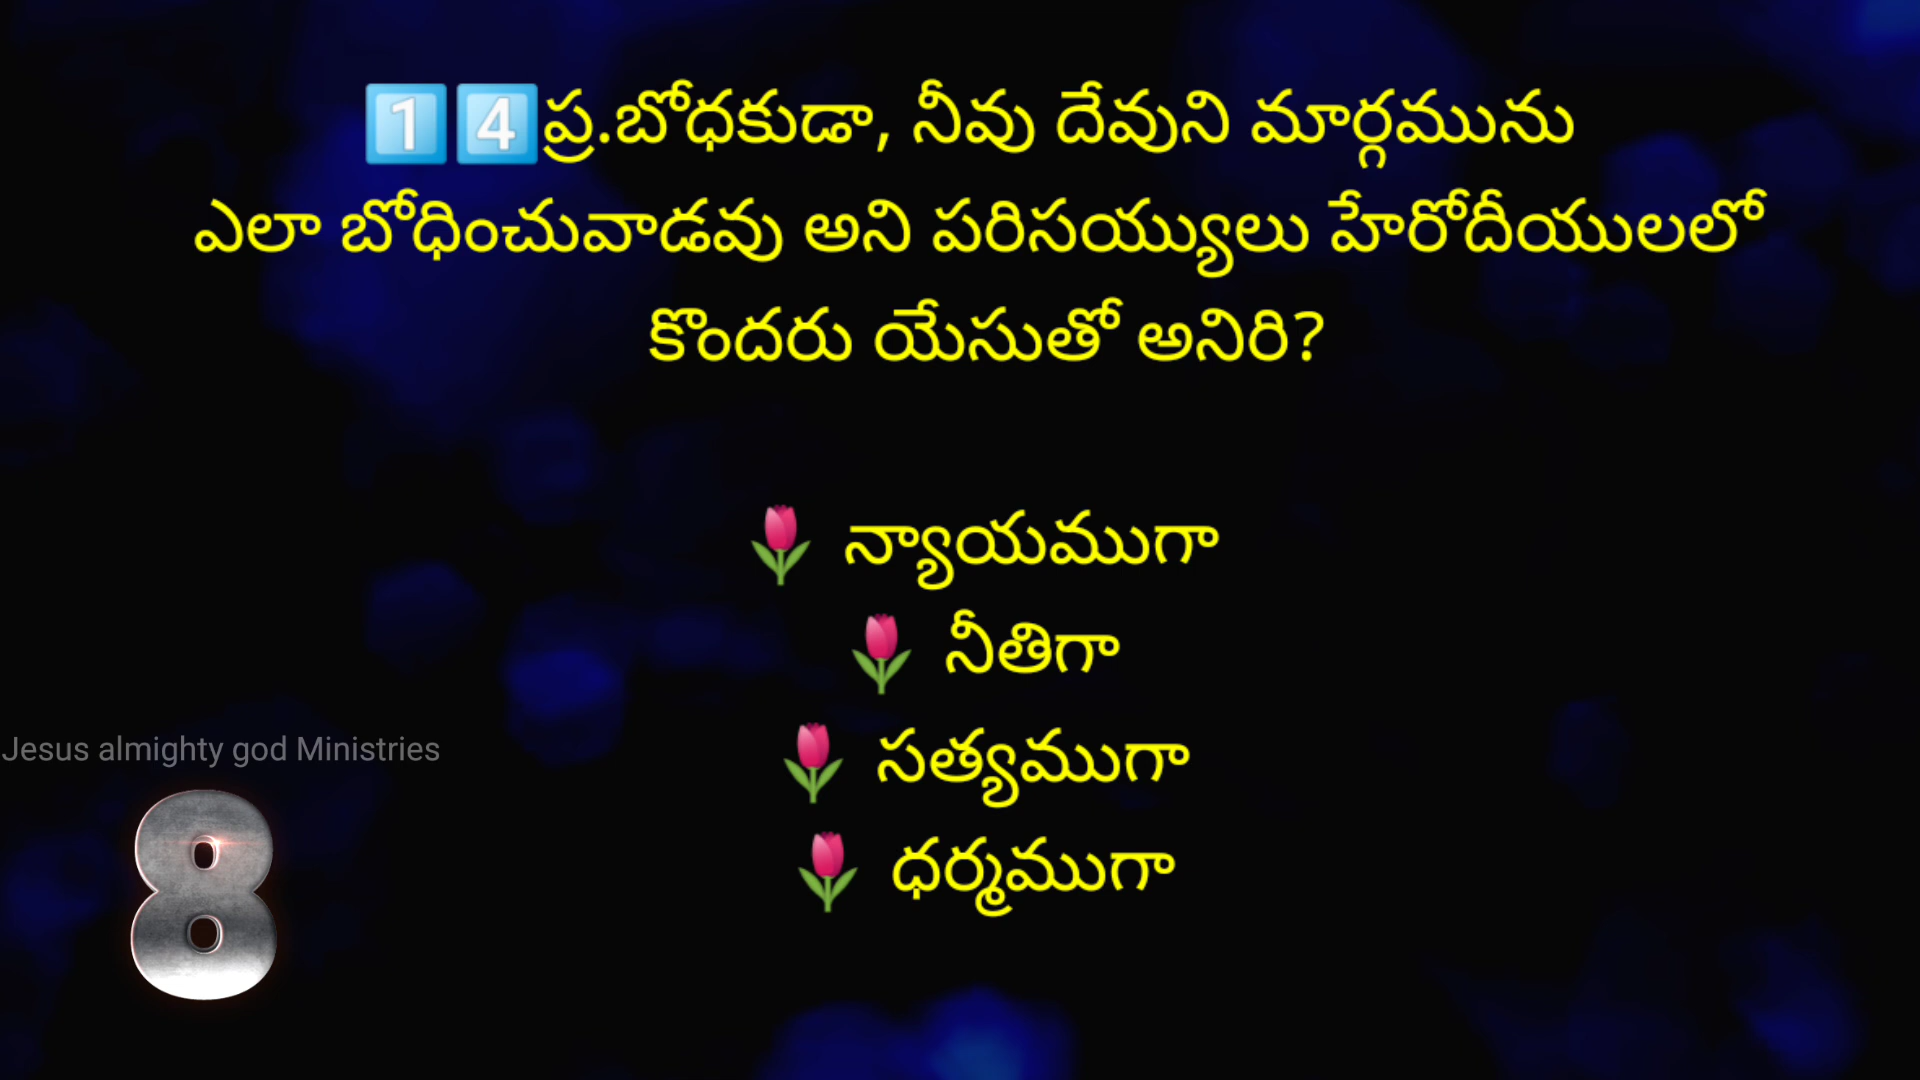 1️⃣4️⃣ప్ర.బోధకుడా, నీవు దేవుని మార్గమును
ఎలా బోధించువాడవు అని పరిసయ్యులు హేరోదీయులలో
కొందరు యేసుతో అనిరి?
🌷 న్యాయముగా
🌷 నీతిగా
🌷 సత్యముగా
🌷 ధర్మముగా
Jesus almighty god Ministries
8